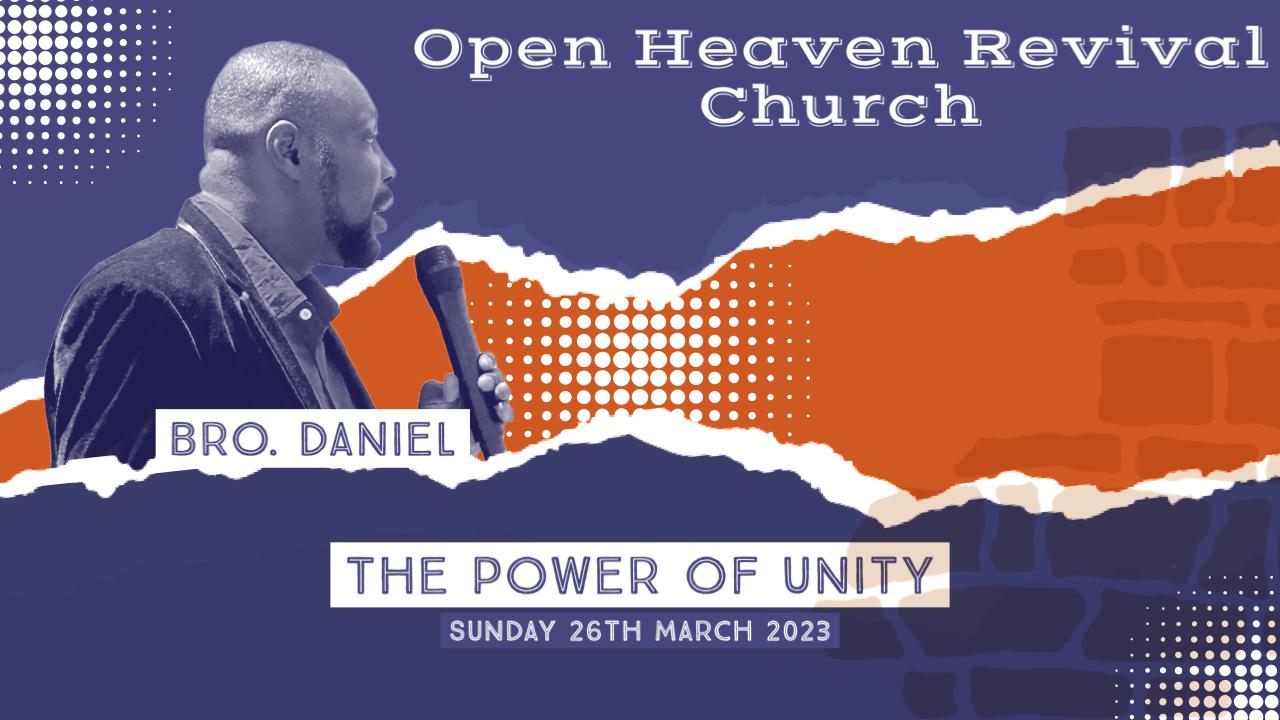 Open Heaven Revival
Church
BRO. DANIEL
THE POWER OF UNITY
SUNDAY 26TH MARCH 2023